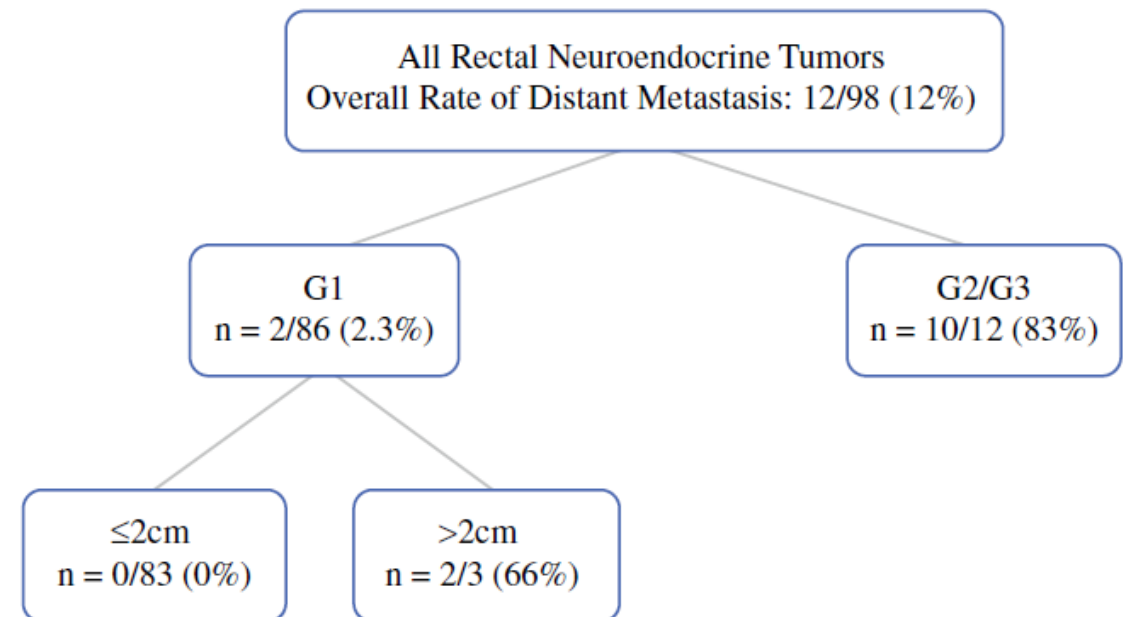 All Rectal Neuroendocrine Tumors
Overall Rate of Distant Metastasis: 12/98 (12%)
G1
n = 2/86 (2.3%)
G2/G3
n = 10/12 (83%)
≤2cm
n = 0/83 (0%)
>2cm
n = 2/3 (66%)